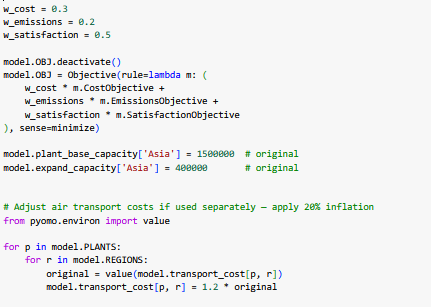 w_cost = 0.3
w_emissions = 0.2
w_satisfaction = 0.5
model.OBJ.deactivate()
model.OBJ = Objective(rule=lambda m: (
w_cost * m.CostObjective +
w_emissions * m.EmissionsObjective +
w_satisfaction * m.SatisfactionObjective
), sense=minimize)
model.plant_base_capacity['Asia'] = 1500000 # original
model.expand_capacity['Asia'] = 400000 # original
# Adjust air transport costs if used separately — apply 20% inflation
from pyomo.environ import value
for p in model.PLANTS:
for r in model.REGIONS:
original = value(model.transport_cost[p, r])
model.transport_cost[p, r] = 1.2 * original